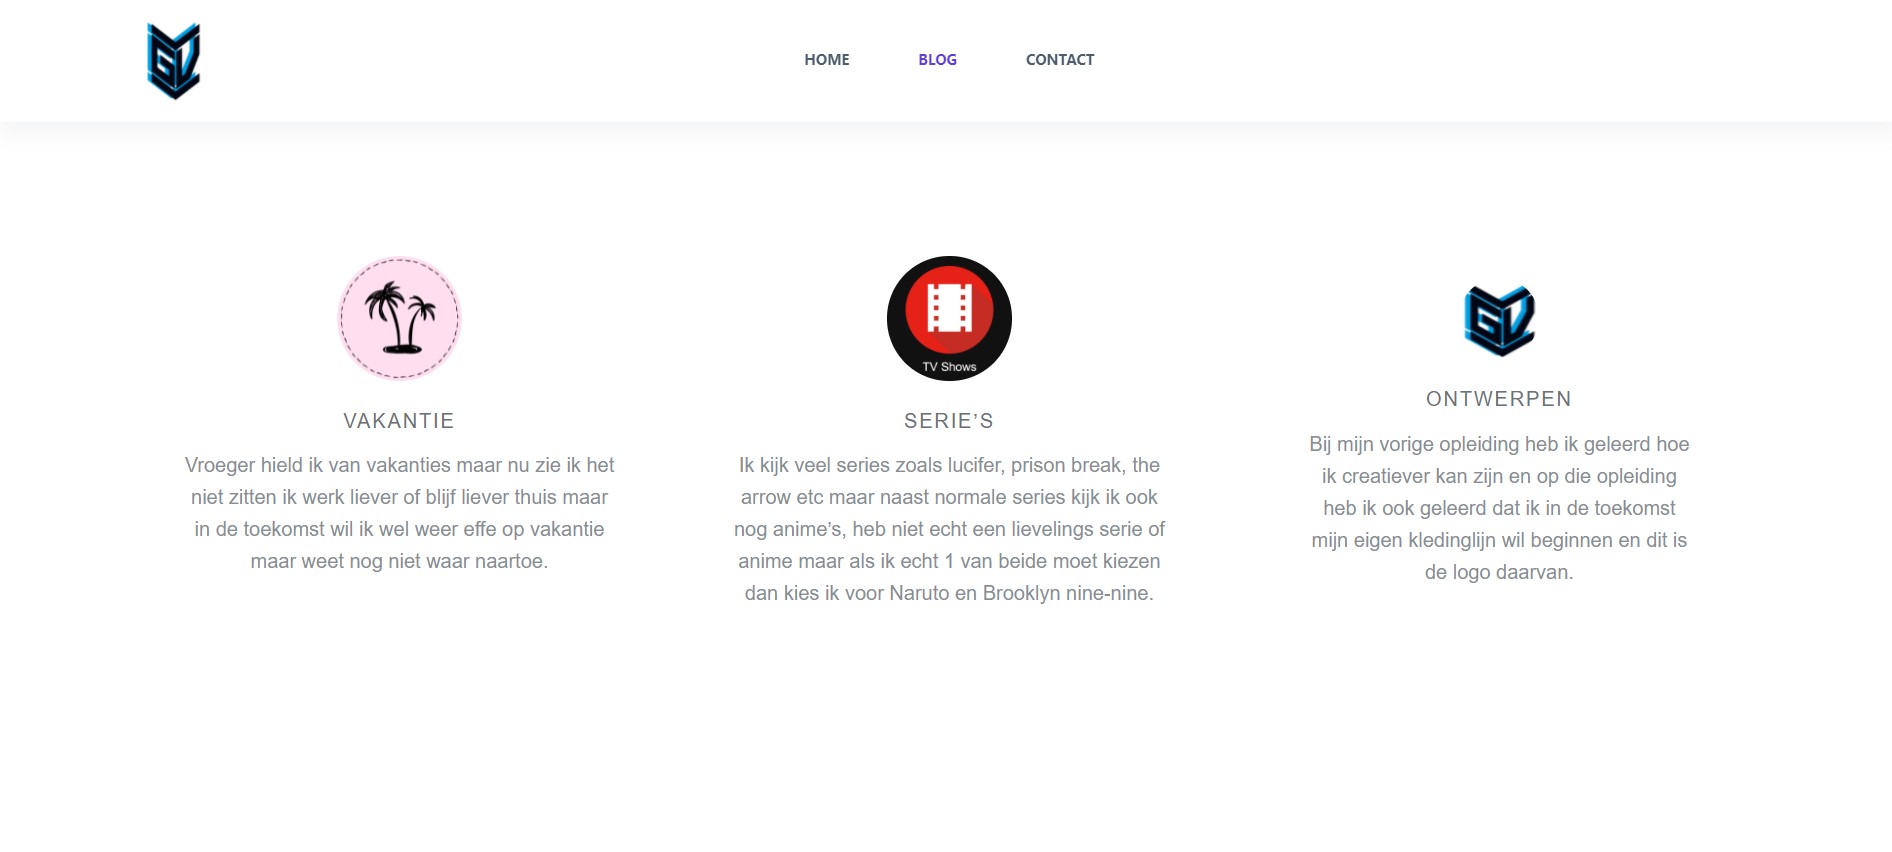 HOME BLOG CONTACT
TV Shows
VAKANTIE
Vroeger hield ik van vakanties maar nu zie ik het
niet zitten ik werk liever of blijf liever thuis maar
in de toekomst wil ik wel weer effe op vakantie
maar weet nog niet waar naartoe.
SERIE’S
Ik kijk veel series zoals lucifer, prison break, the
arrow etc maar naast normale series kijk ik ook
nog anime’s, heb niet echt een lievelings serie of
anime maar als ik echt 1 van beide moet kiezen
dan kies ik voor Naruto en Brooklyn nine-nine.
ONTWERPEN
Bij mijn vorige opleiding heb ik geleerd hoe
ik creatiever kan zijn en op die opleiding
heb ik ook geleerd dat ik in de toekomst
mijn eigen kledinglijn wil beginnen en dit is
de logo daarvan.